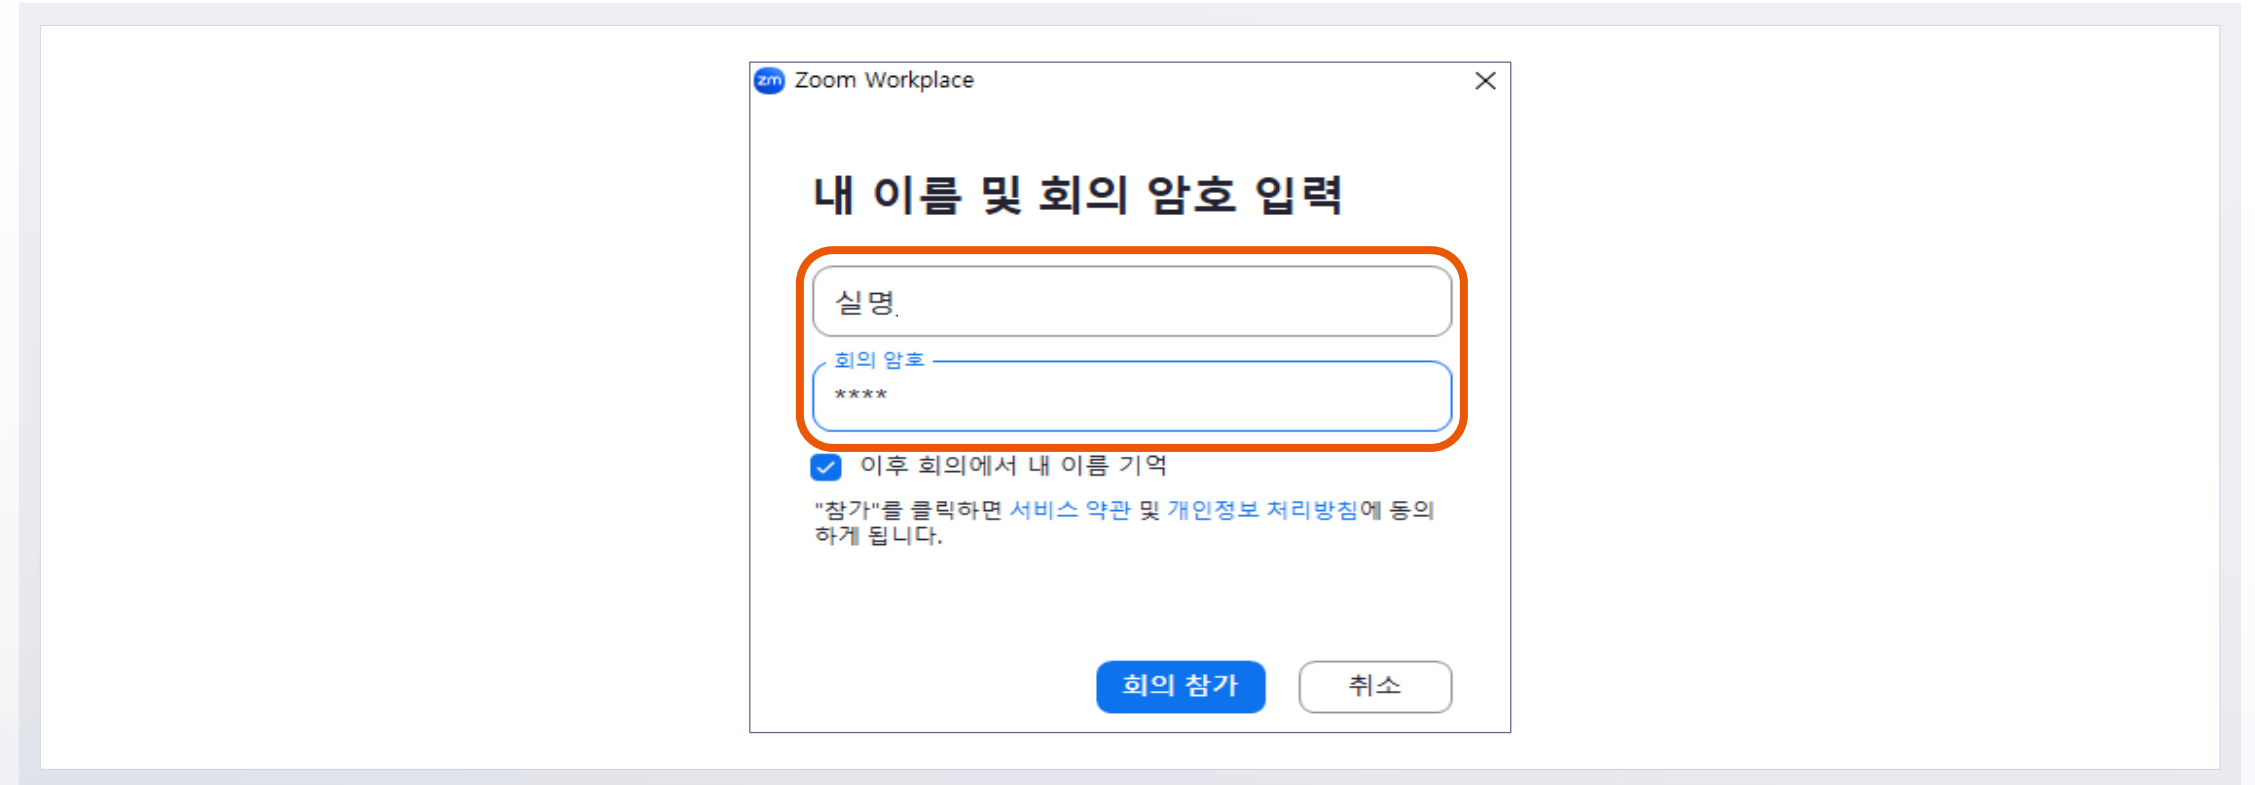 zm Zoom Workplace
내 이름 및 회의 암호 입력
실명.
회의 암호
****
이후 회의에서 내 이름 기억
"참가"를 클릭하면 서비스 약관 및 개인정보 처리방침에 동의
하게 됩니다.
회의 참가 취소